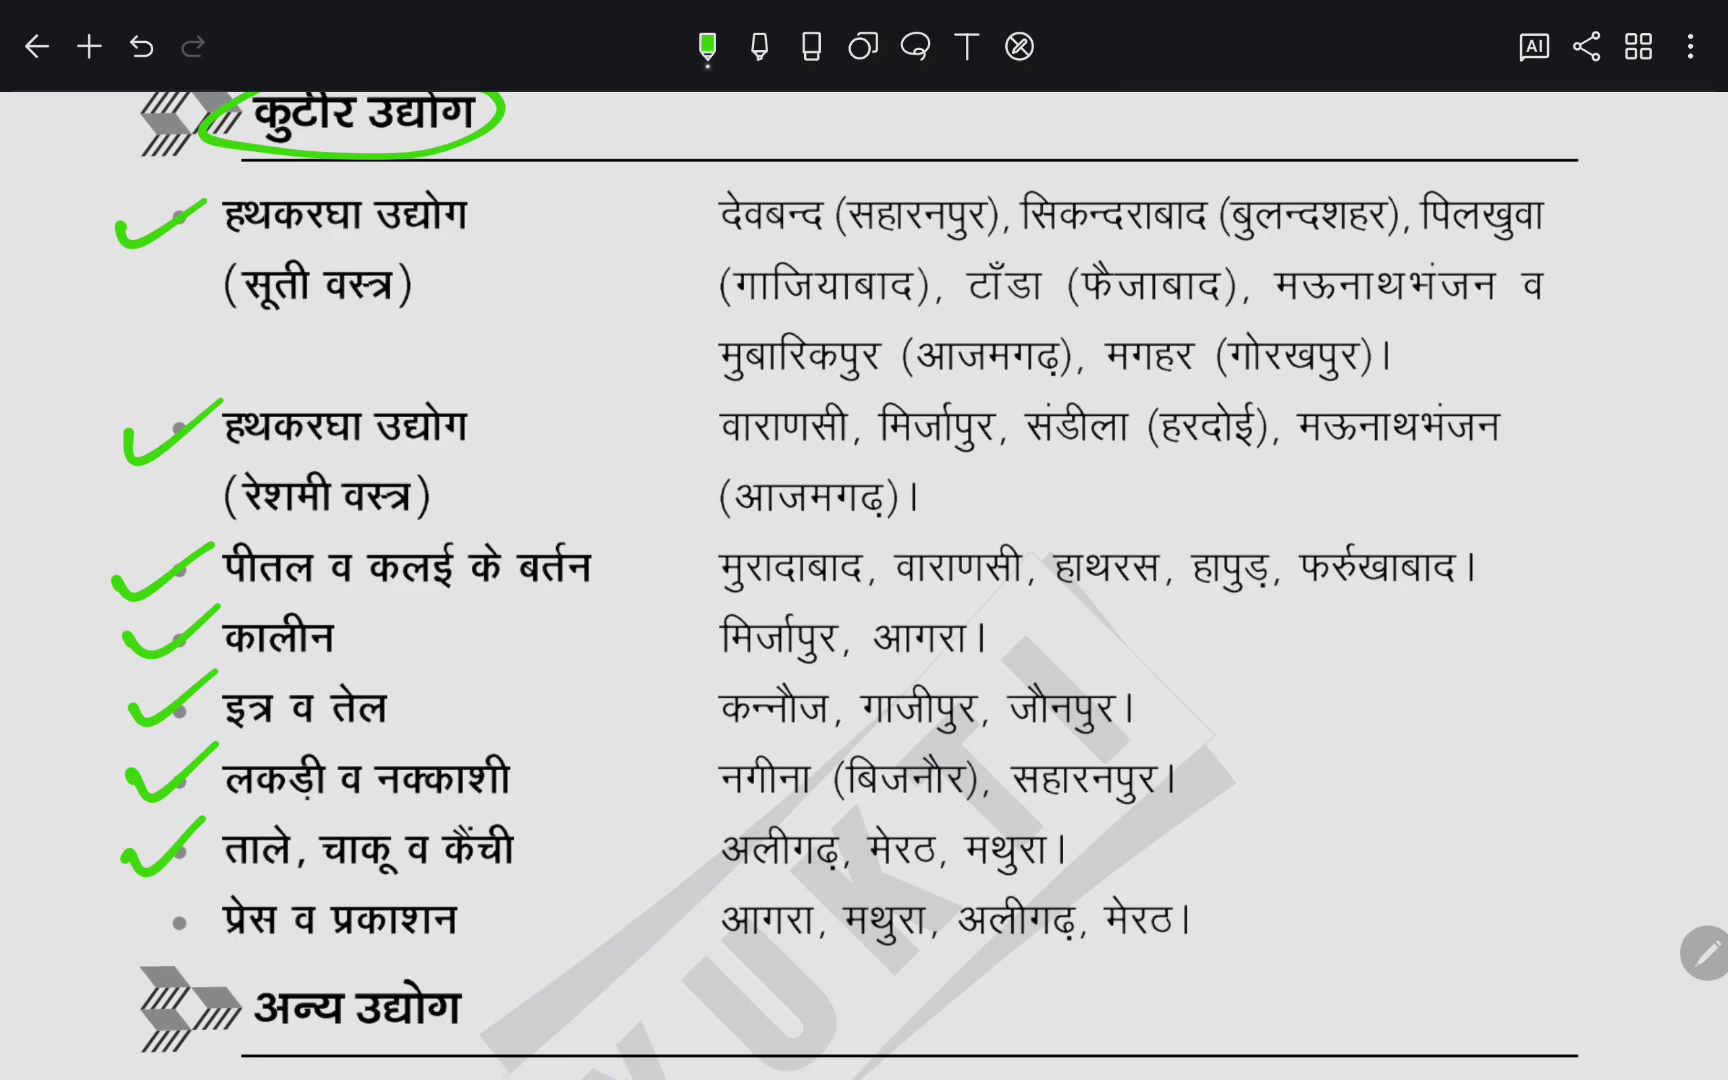 AI
कुटीर उद्योग
हथकरघा उद्योग देवबन्द (सहारनपुर), सिकन्दराबाद (बुलन्दशहर), पिलखुवा
(सूती वस्त्र) (गाजियाबाद), टाँडा (फैजाबाद), मऊनाथभंजन व
मुबारिकपुर (आजमगढ़), मगहर (गोरखपुर)।
हथकरघा उद्योग वाराणसी, मिर्जापुर, संडीला (हरदोई), मऊनाथभंजन
(रेशमी वस्त्र) (आजमगढ़)।
पीतल व कलई के बर्तन मुरादाबाद, वाराणसी, हाथरस, हापुड़, फर्रुखाबाद।
कालीन मिर्जापुर, आगरा।
इत्र व तेल कन्नौज, गाजीपुर, जौनपुर।
लकड़ी व नक्काशी नगीना (बिजनौर), सहारनपुर।
ताले, चाकू व कैंची अलीगढ़, मेरठ, मथुरा।
प्रेस व प्रकाशन आगरा, मथुरा, अलीगढ़, मेरठ।
अन्य उद्योग
YUKTI